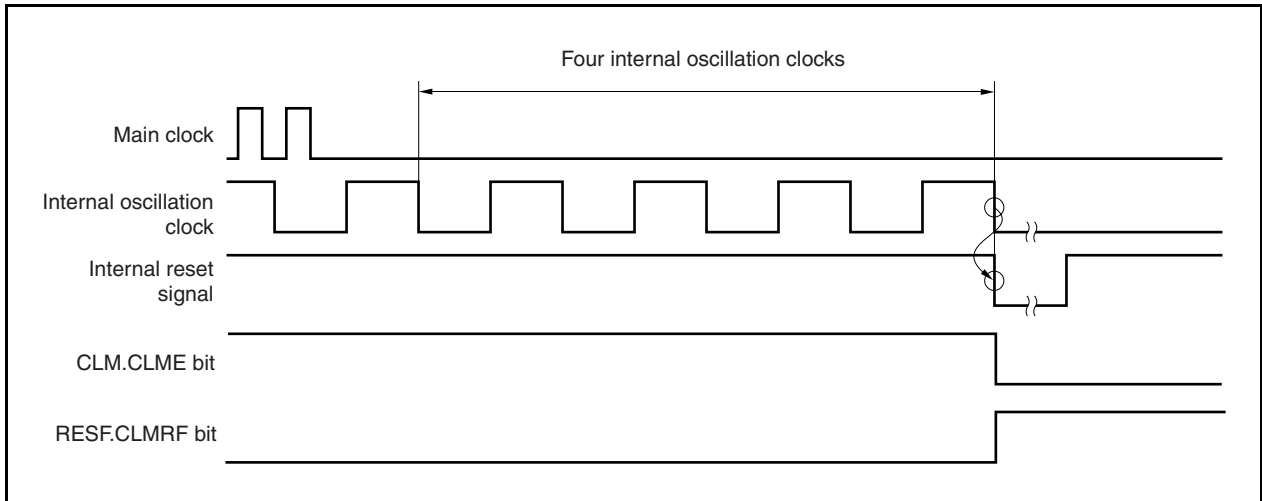 Four internal oscillation clocks
Main clock
Internal oscillation
clock
Internal reset
signal
CLM.CLME bit
RESF.CLMRF bit